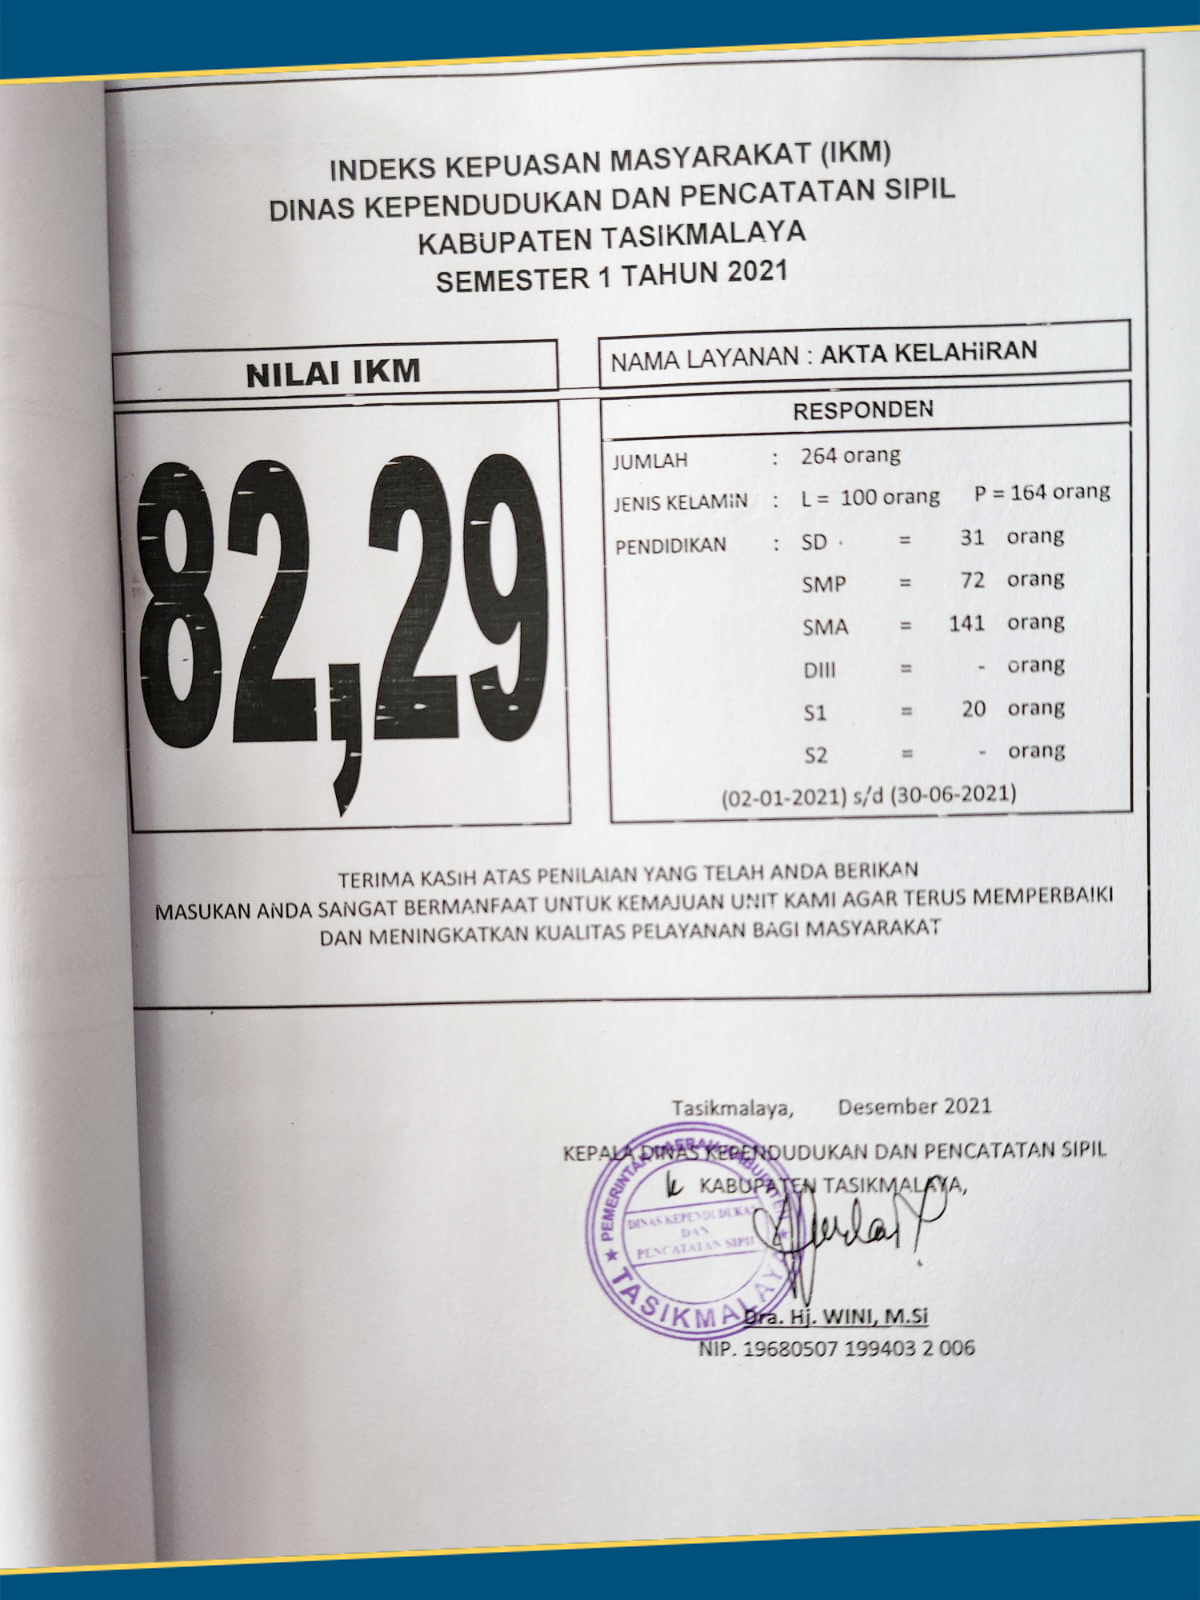 INDEKS KEPUASAN MASYARAKAT (IKM)
DINAS KEPENDUDUKAN DAN PENCATATAN SIPIL
KABUPATEN TASIKMALAYA
SEMESTER 1 TAHUN 2021
NILAI IKM
82,29
NAMA LAYANAN : AKTA KELAHIRAN
RESPONDEN
JUMLAH : 264 orang
JENIS KELAMIN : L = 100 orang P = 164 orang
PENDIDIKAN : SD = 31 orang
SMP = 72 orang
SMA = 141 orang
DIII = - orang
S1 = 20 orang
S2 = - orang
(02-01-2021) s/d (30-06-2021)
TERIMA KASIH ATAS PENILAIAN YANG TELAH ANDA BERIKAN
MASUKAN ANDA SANGAT BERMANFAAT UNTUK KEMAJUAN UNIT KAMI AGAR TERUS MEMPERBAIKI
DAN MENINGKATKAN KUALITAS PELAYANAN BAGI MASYARAKAT
Tasikmalaya, Desember 2021
KEPALA DINAS KEPENDUDUKAN DAN PENCATATAN SIPIL
KABUPATEN TASIKMALAYA,
PEMERINTAH DAERAH KABUPATEN
DINAS KEPENDUDUKAN
DAN
PENCATATAN SIPIL
TASIKMALAYA
Dra. Hj. WINI, M.Si
NIP. 19680507 199403 2 006